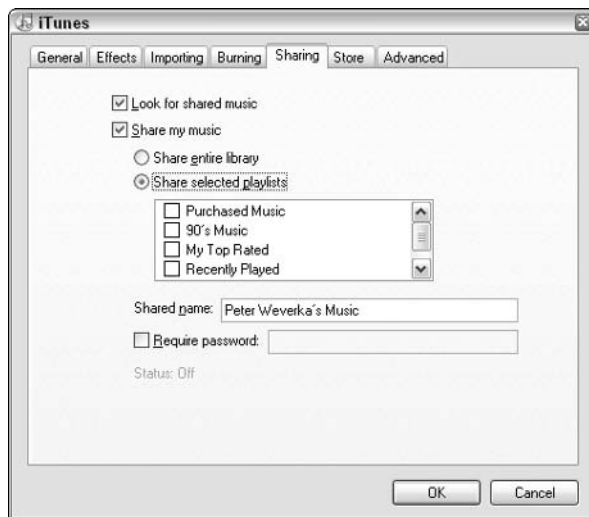 iTunes
General Effects Importing Burning Sharing Store Advanced
Look for shared music
Share my music
Share entire library
Share selected playlists
Purchased Music
90´s Music
My Top Rated
Recently Played
Shared name: Peter Weverka´s Music
Require password:
Status: Off
OK Cancel